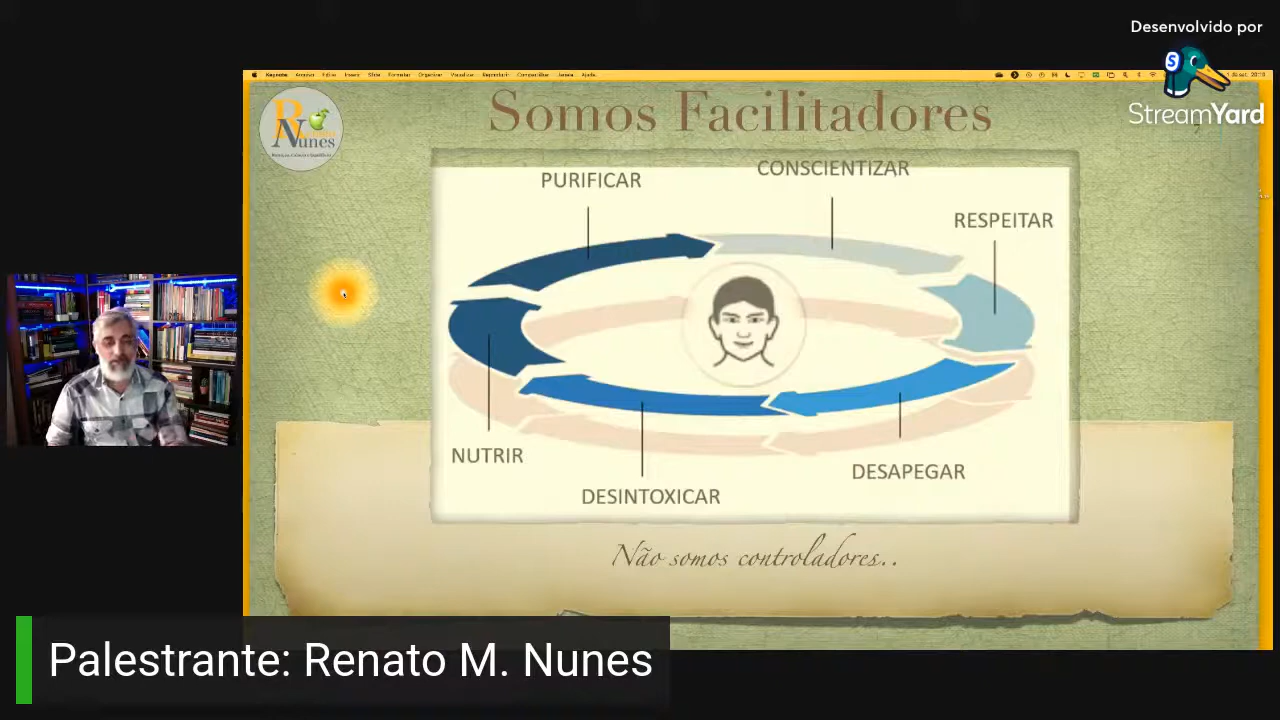 Desenvolvido por
StreamYard
Somos Facilitadores
Nunes
PURIFICAR
CONSCIENTIZAR
RESPEITAR
NUTRIR
DESINTOXICAR
DESAPEGAR
Não somos controladores..
Palestrante: Renato M. Nunes